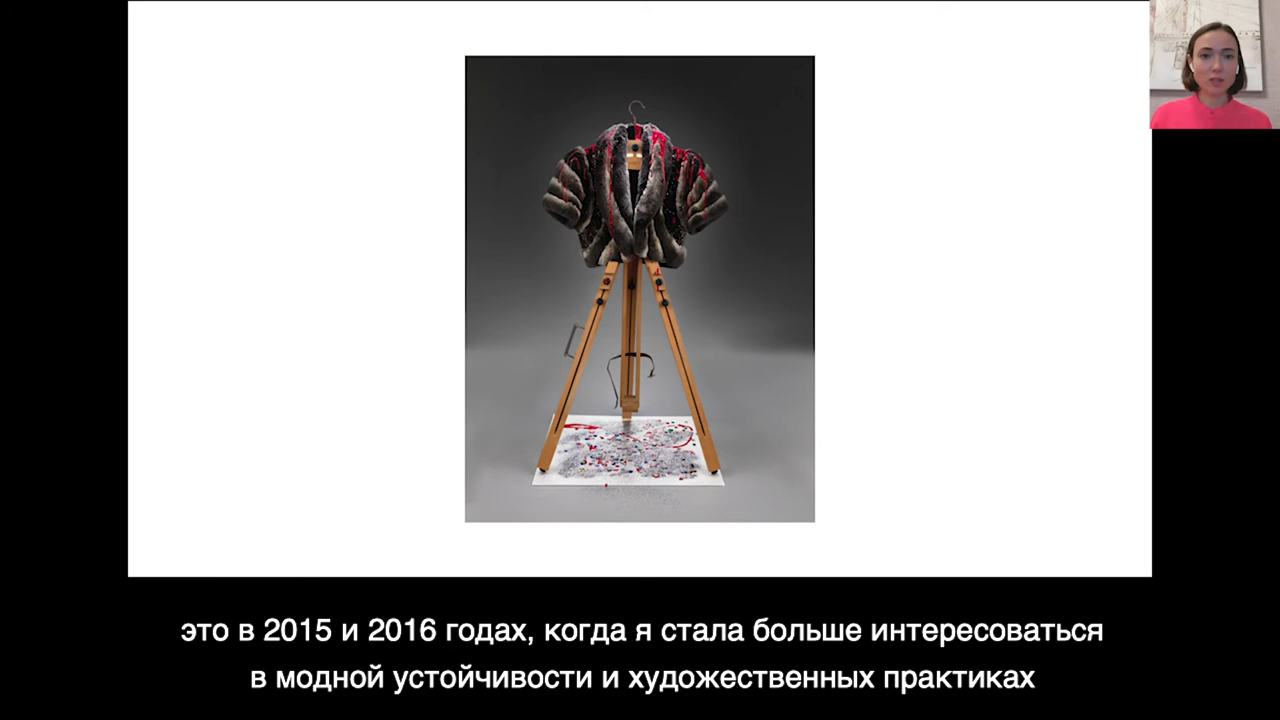 это в 2015 и 2016 годах, когда я стала больше интересоваться
в модной устойчивости и художественных практиках